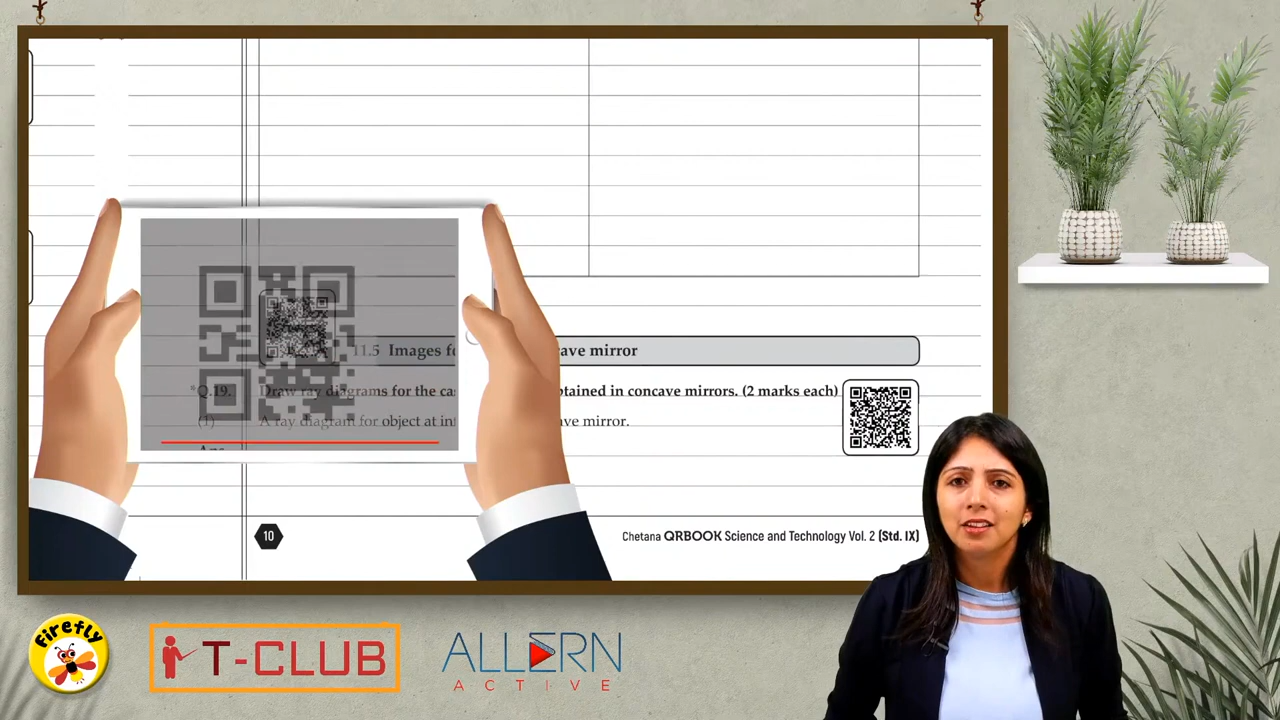 11.5 Images fo
ave mirror
*Q.19. Draw ray diagrams for the ca
btained in concave mirrors. (2 marks each)
(1) A ray diagram for object at in
ave mirror.
Ans
10
Chetana QRBOOK Science and Technology Vol. 2 (Std. IX)
firefly
T-CLUB
ALLERN
ACTIVE